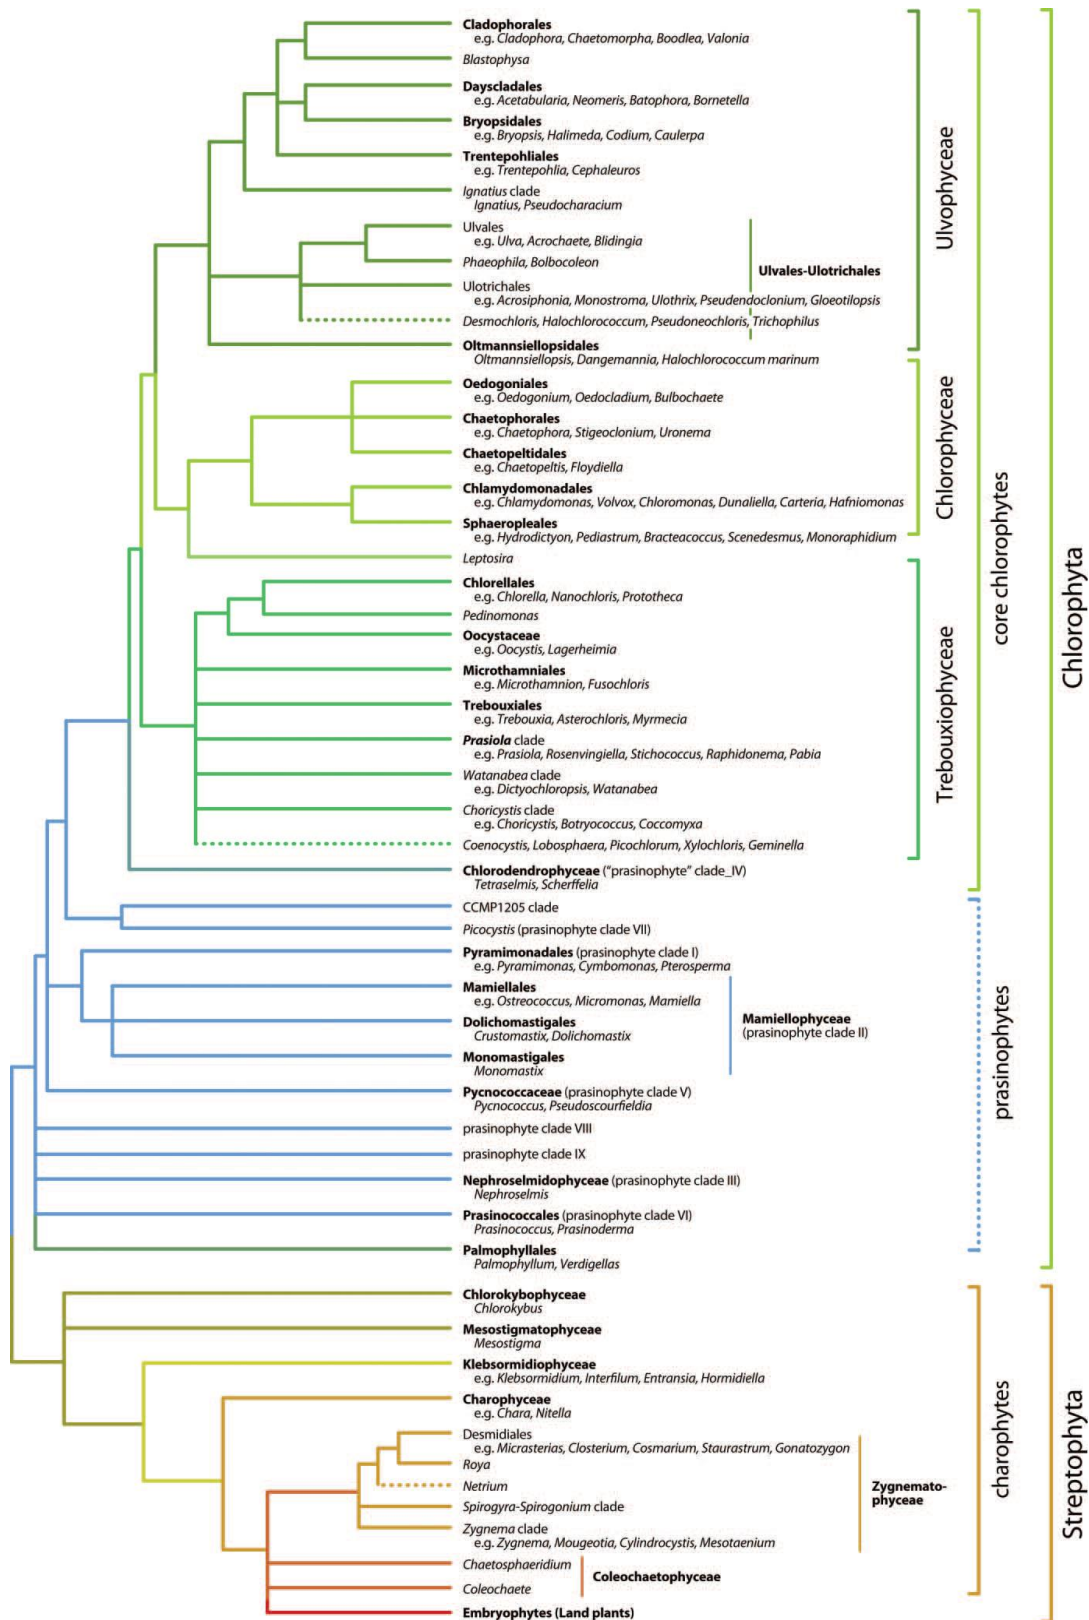 Cladophorales
e.g. Cladophora, Chaetomorpha, Boodlea, Valonia
Blastophysa
Dayscladales
e.g. Acetabularia, Neomeris, Batophora, Bornetella
Bryopsidales
e.g. Bryopsis, Halimeda, Codium, Caulerpa
Trentepohliales
e.g. Trentepohlia, Cephaleuros
Ignatius clade
Ignatius, Pseudocharacium
Ulvales
e.g. Ulva, Acrochaete, Blidingia
Phaeophila, Bolbocoleon
Ulvales-Ulotrichales
Ulotrichales
e.g. Acrosiphonia, Monostroma, Ulothrix, Pseudendoclonium, Gloeotilopsis
Desmochloris, Halochlorococcum, Pseudoneochloris, Trichophilus
Oltmannsiellopsidales
Oltmannsiellopsis, Dangemannia, Halochlorococcum marinum
Ulvophyceae
Oedogoniales
e.g. Oedogonium, Oedocladium, Bulbochaete
Chaetophorales
e.g. Chaetophora, Stigeoclonium, Uronema
Chaetopeltidales
e.g. Chaetopeltis, Floydiella
Chlamydomonadales
e.g. Chlamydomonas, Volvox, Chloromonas, Dunaliella, Carteria, Hafniomonas
Sphaeropleales
e.g. Hydrodictyon, Pediastrum, Bracteacoccus, Scenedesmus, Monoraphidium
Chlorophyceae
Leptosira
Chlorellales
e.g. Chlorella, Nanochloris, Prototheca
Pedinomonas
Oocystaceae
e.g. Oocystis, Lagerheimia
Microthamniales
e.g. Microthamnion, Fusochloris
Trebouxiales
e.g. Trebouxia, Asterochloris, Myrmecia
Prasiola clade
e.g. Prasiola, Rosenvingiella, Stichococcus, Raphidonema, Pabia
Watanabea clade
e.g. Dictyochloropsis, Watanabea
Choricystis clade
e.g. Choricystis, Botryococcus, Coccomyxa
Coenocystis, Lobosphaera, Picochlorum, Xylochloris, Geminella
Trebouxiophyceae
Chlorodendrophyceae ("prasinophyte" clade_IV)
Tetraselmis, Scherffelia
core chlorophytes
CCMP1205 clade
Picocystis (prasinophyte clade VII)
Pyramimonadales (prasinophyte clade I)
e.g. Pyramimonas, Cymbomonas, Pterosperma
Mamiellales
e.g. Ostreococcus, Micromonas, Mamiella
Dolichomastigales
Crustomastix, Dolichomastix
Mamiellophyceae
(prasinophyte clade II)
Monomastigales
Monomastix
Pycnococcaceae (prasinophyte clade V)
Pycnococcus, Pseudoscourfieldia
prasinophyte clade VIII
prasinophyte clade IX
Nephroselmidophyceae (prasinophyte clade III)
Nephroselmis
Prasinococcales (prasinophyte clade VI)
Prasinococcus, Prasinoderma
Palmophyllales
Palmophyllum, Verdigellas
prasinophytes
Chlorophyta
Chlorokybophyceae
Chlorokybus
Mesostigmatophyceae
Mesostigma
Klebsormidiophyceae
e.g. Klebsormidium, Interfilum, Entransia, Hormidiella
Charophyceae
e.g. Chara, Nitella
Desmidiales
e.g. Micrasterias, Closterium, Cosmarium, Staurastrum, Gonatozygon
Roya
Netrium
Spirogyra-Spirogonium clade
Zygnema clade
e.g. Zygnema, Mougeotia, Cylindrocystis, Mesotaenium
Zygnemato-
phyceae
Chaetosphaeridium
Coleochaete
Coleochaetophyceae
Embryophytes (Land plants)
charophytes
Streptophyta